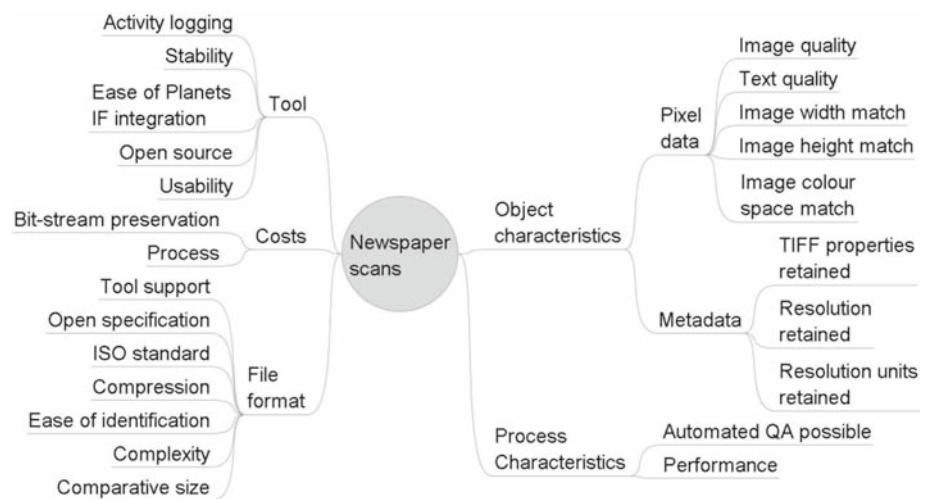 Activity logging
Stability
Ease of Planets
IF integration
Open source
Usability
Tool
Bit-stream preservation
Process
Costs
Tool support
Open specification
ISO standard
Compression
Ease of identification
Complexity
Comparative size
File
format
Newspaper
scans
Object
characteristics
Pixel
data
Image quality
Text quality
Image width match
Image height match
Image colour
space match
Metadata
TIFF properties
retained
Resolution
retained
Resolution units
retained
Process
Characteristics
Automated QA possible
Performance